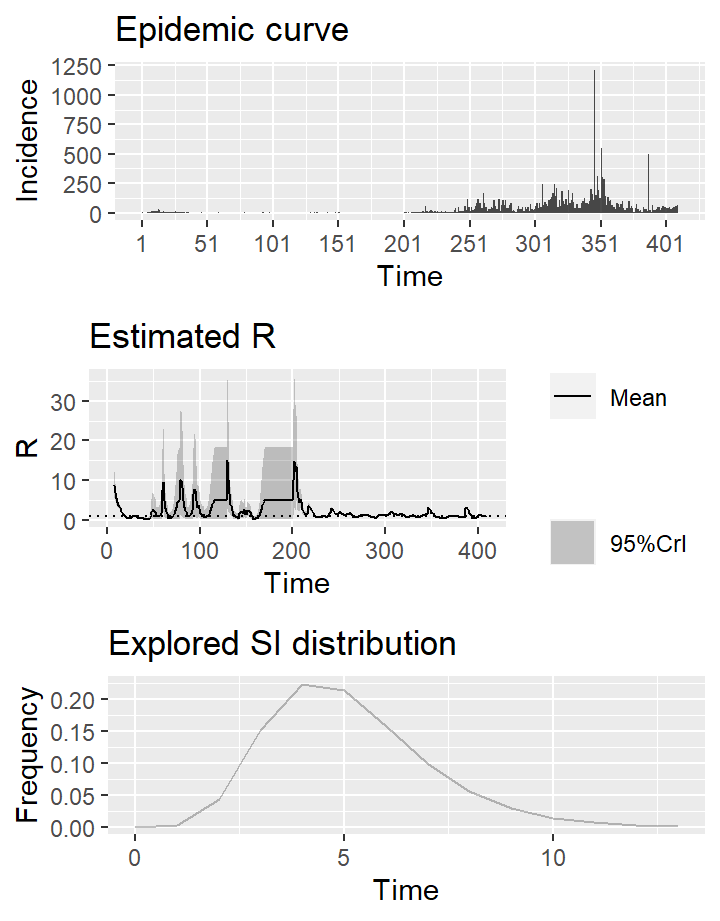 Epidemic curve
Incidence
1250
1000
750
500
250
0
1 51 101 151 201 251 301 351 401
Time
Estimated R
R
30
20
10
0
0 100 200 300 400
Time
Mean
95%CrI
Explored SI distribution
Frequency
0.20
0.15
0.10
0.05
0.00
0 5 10
Time